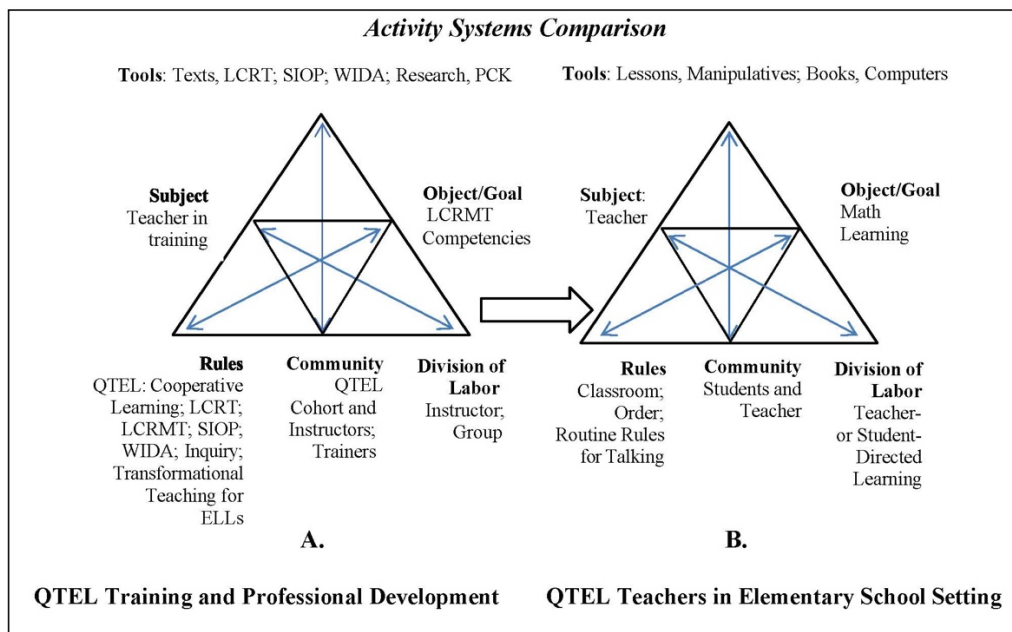 Activity Systems Comparison
Tools: Texts, LCRT; SIOP; WIDA; Research, PCK
Subject
Teacher in
training
Object/Goal
LCRMT
Competencies
Rules
QTEL: Cooperative
Learning; LCRT;
LCRMT; SIOP;
WIDA; Inquiry;
Transformational
Teaching for
ELLs
Community
QTEL
Cohort and
Instructors;
Trainers
Division of
Labor
Instructor;
Group
A.
QTEL Training and Professional Development
Tools: Lessons, Manipulatives; Books, Computers
Subject:
Teacher
Object/Goal
Math
Learning
Rules
Classroom;
Order;
Routine Rules
for Talking
Community
Students and
Teacher
Division of
Labor
Teacher-
or Student-
Directed
Learning
B.
QTEL Teachers in Elementary School Setting